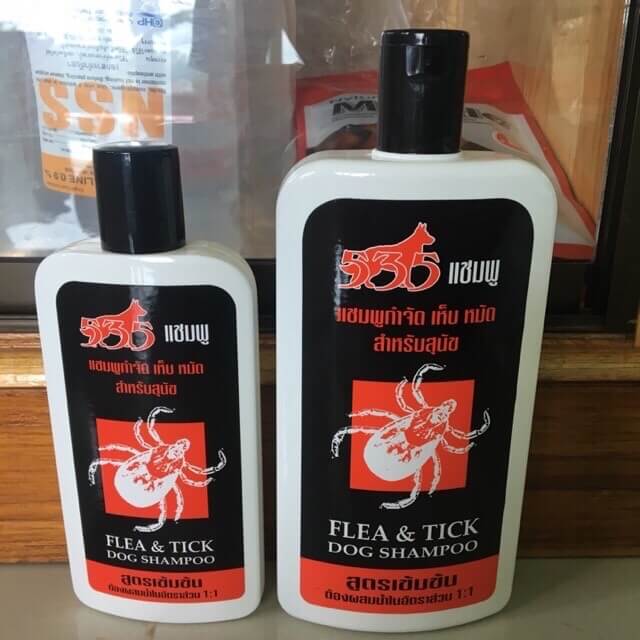 NSS
535 แชมพู
แชมพูกำจัด เห็บ หมัด
สำหรับสุนัข
FLEA & TICK
DOG SHAMPOO
สูตรเข้มข้น
ต้องผสมน้ำในอัตราส่วน 1:1
535 แชมพู
แชมพูกำจัด เห็บ หมัด
สำหรับสุนัข
FLEA & TICK
DOG SHAMPOO
สูตรเข้มข้น
ต้องผสมน้ำในอัตราส่วน 1:1